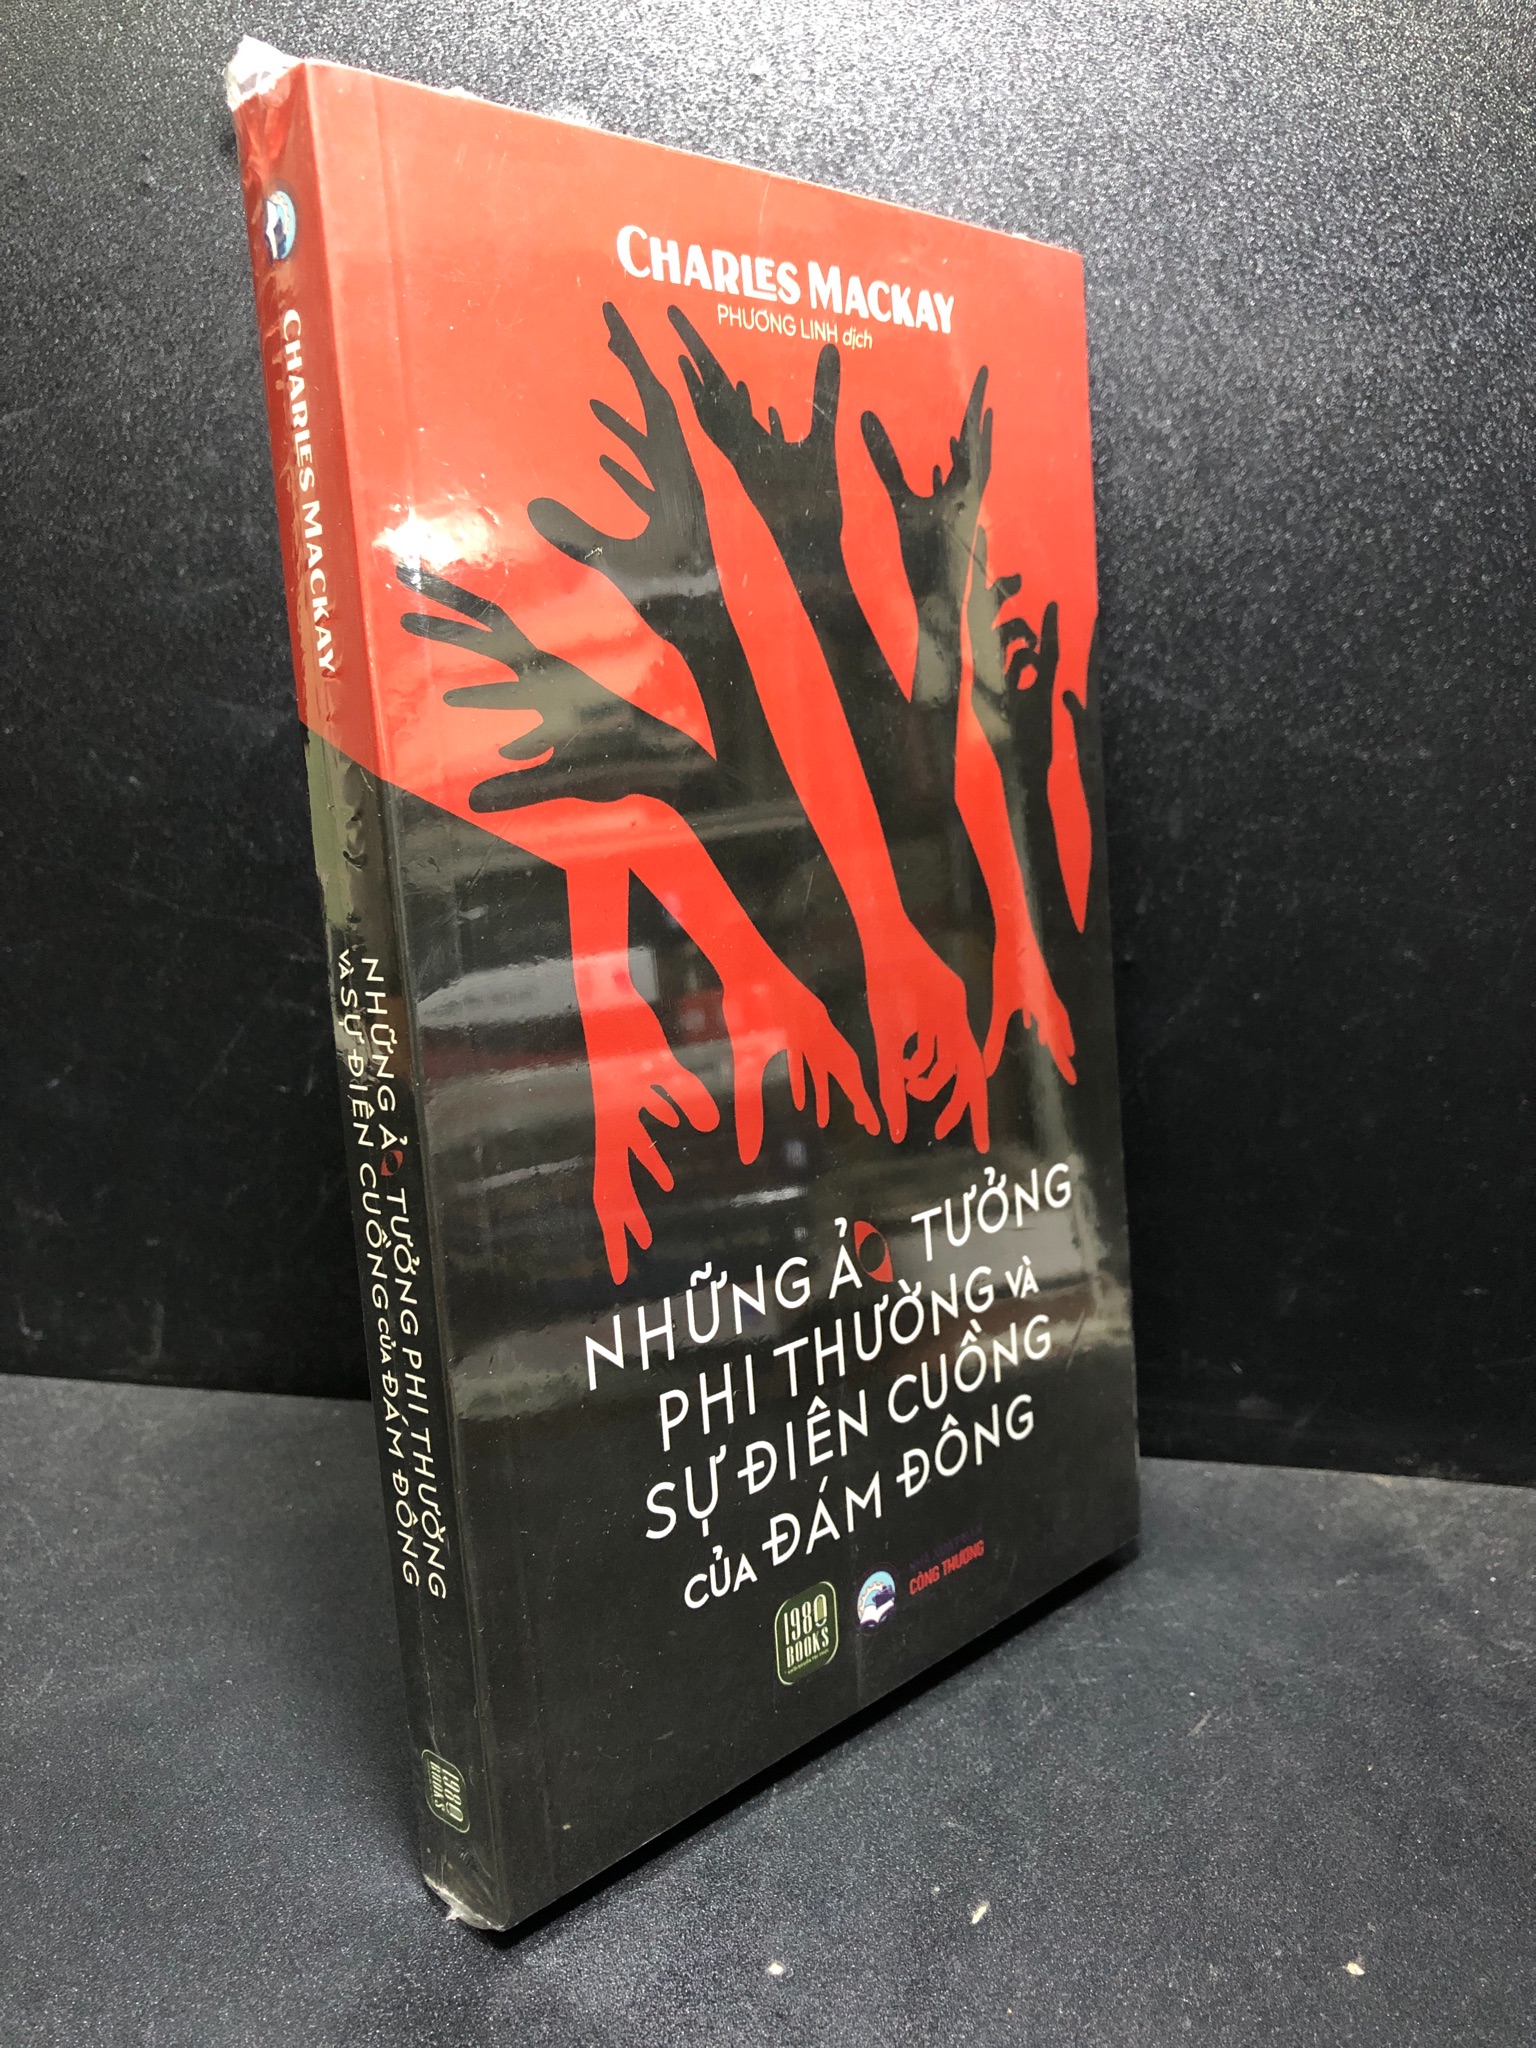 CHARLES MACKAY
PHƯƠNG LINH dịch
NHỮNG ẢO TƯỞNG
PHI THƯỜNG VÀ
SỰ ĐIÊN CUỒNG
CỦA ĐÁM ĐÔNG
1980
BOOKS
CÔNG THƯƠNG
CHARLES MACKAY
NHỮNG ẢO TƯỞNG PHI THƯỜNG
VÀ SỰ ĐIÊN CUỒNG CỦA ĐÁM ĐÔNG
1980
BOOKS